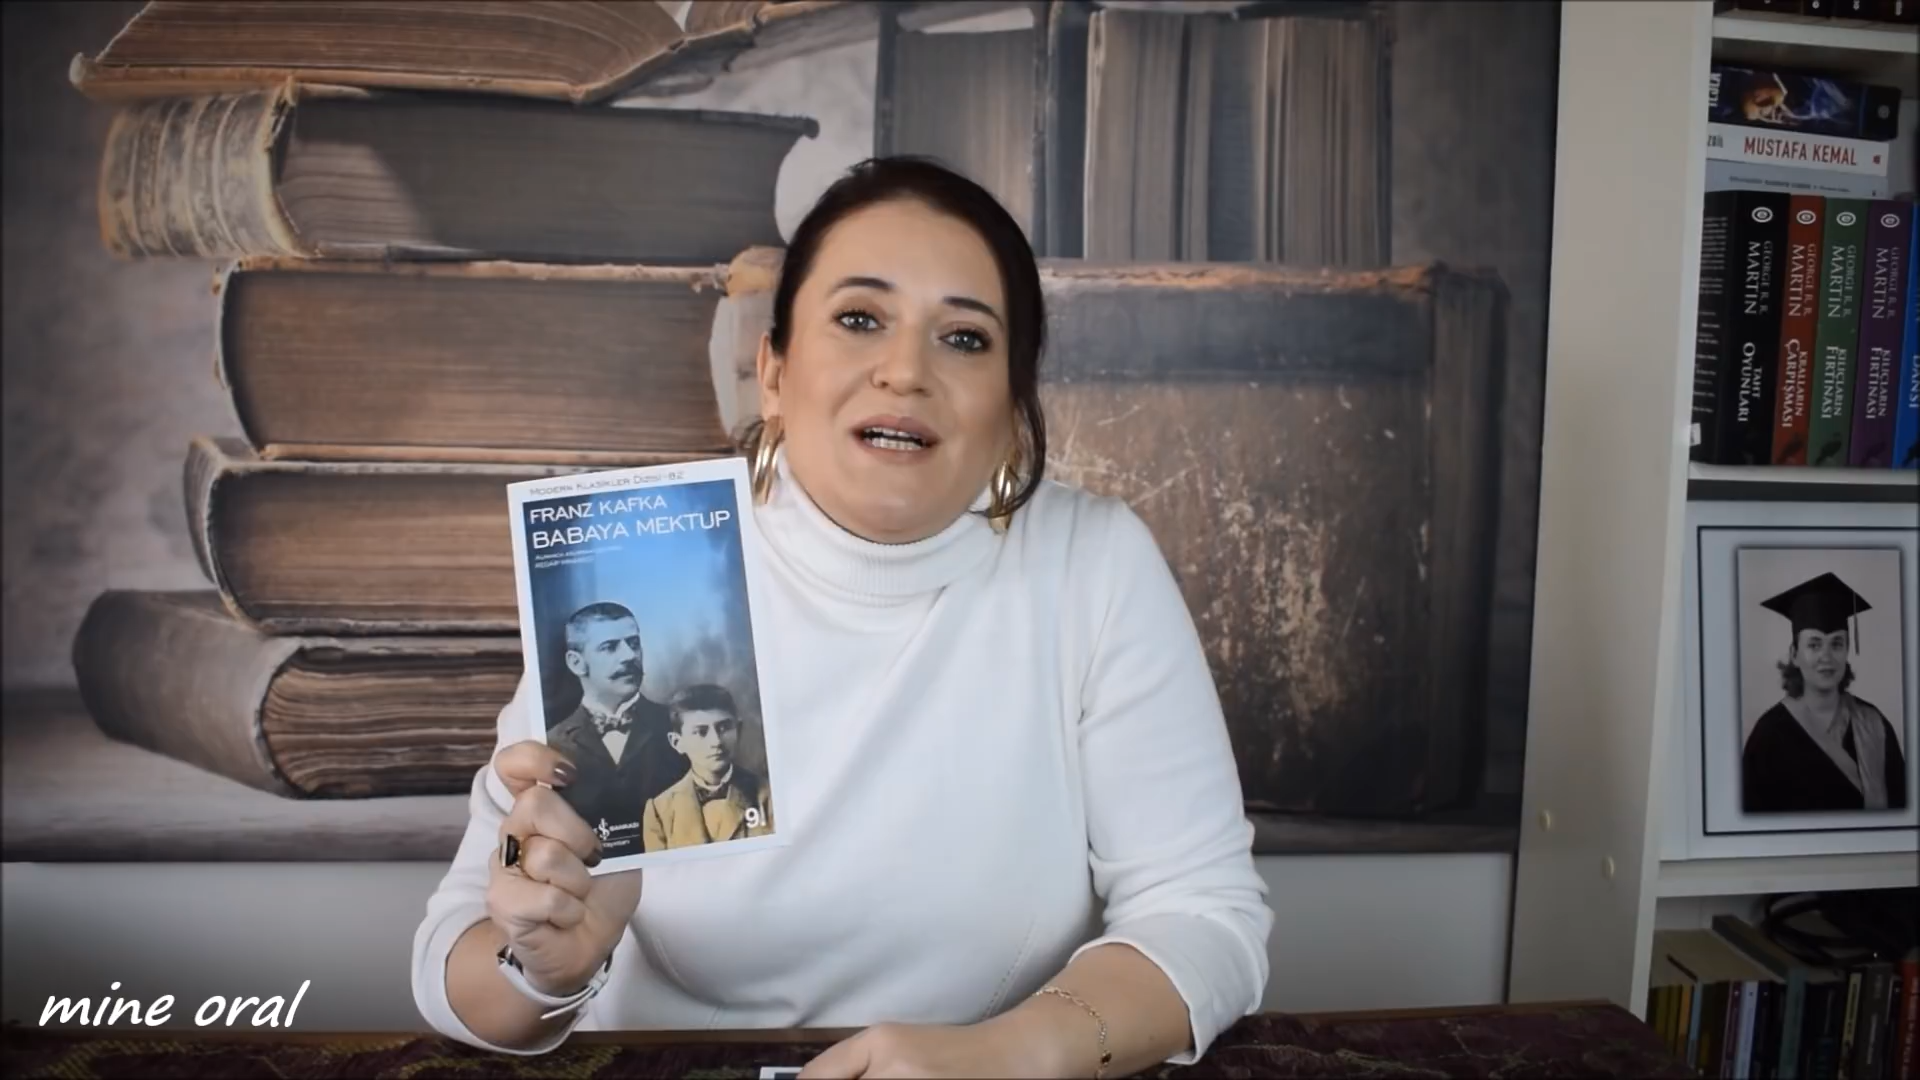 MODERN KLASİKLER DİZİSİ-82
FRANZ KAFKA
BABAYA MEKTUP
9.
MUSTAFA KEMAL
GEORGE R. R. MARTIN TAHT OYUNLARI
GEORGE R. R. MARTIN KRALLARIN ÇARPIŞMASI
GEORGE R. R. MARTIN KILIÇLARIN FIRTINASI
GEORGE R. R. MARTIN KILIÇLARIN FIRTINASI
DANSI
mine oral